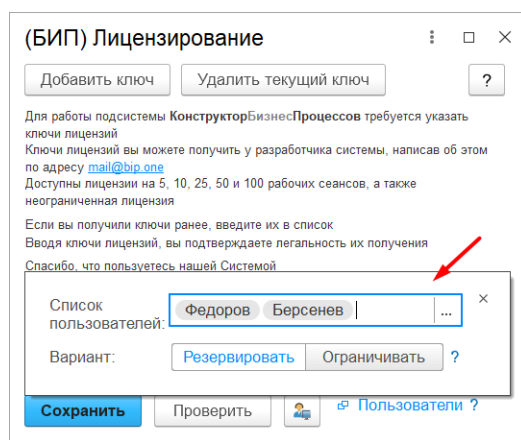 (БИП) Лицензирование
Добавить ключ Удалить текущий ключ ?
Для работы подсистемы КонструкторБизнесПроцессов требуется указать
ключи лицензий
Ключи лицензий вы можете получить у разработчика системы, написав об этом
по адресу mail@bip.one
Доступны лицензии на 5, 10, 25, 50 и 100 рабочих сеансов, а также
неограниченная лицензия
Если вы получили ключи ранее, введите их в список
Вводя ключи лицензий, вы подтверждаете легальность их получения
Спасибо, что пользуетесь нашей Системой
Список
пользователей: Федоров Берсенев ...
Вариант: Резервировать Ограничивать ?
Сохранить Проверить Пользователи ?